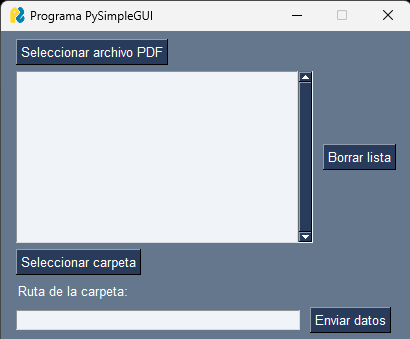 Programa PySimpleGUI
Seleccionar archivo PDF
Borrar lista
Seleccionar carpeta
Ruta de la carpeta:
Enviar datos